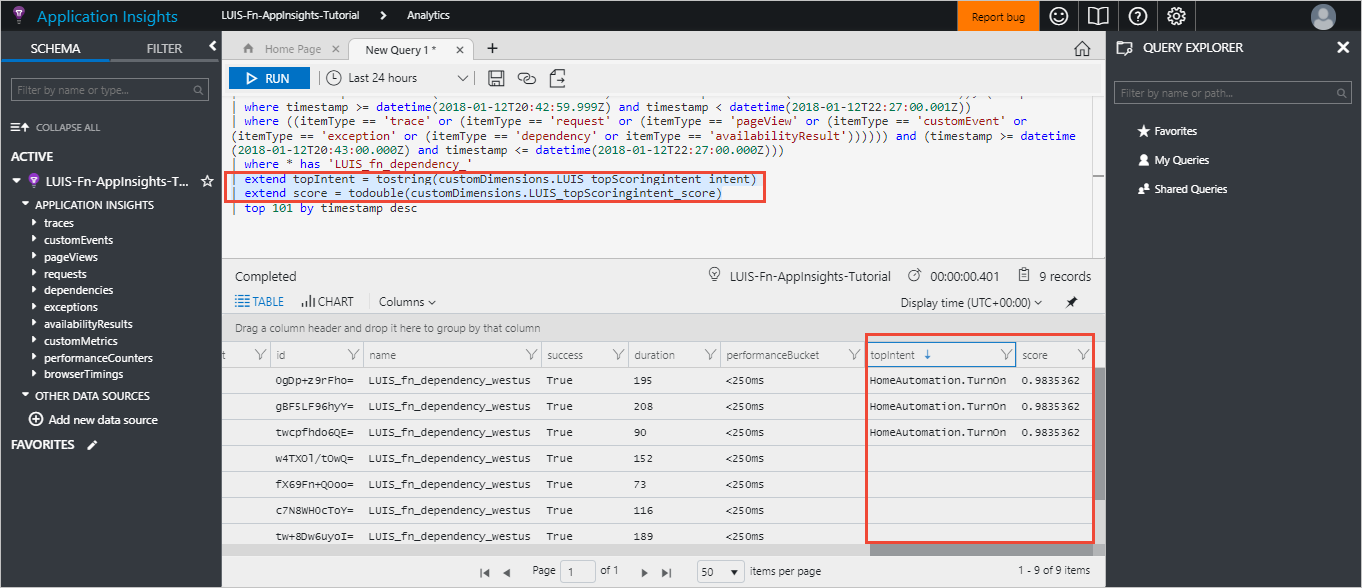 Application Insights
LUIS-Fn-AppInsights-Tutorial > Analytics
Report bug
SCHEMA FILTER
Home Page
New Query 1 *
QUERY EXPLORER
Filter by name or type...
RUN
Last 24 hours
Filter by name or path...
COLLAPSE ALL
ACTIVE
LUIS-Fn-AppInsights-T...
APPLICATION INSIGHTS
traces
customEvents
pageViews
requests
dependencies
exceptions
availabilityResults
customMetrics
performanceCounters
browserTimings
OTHER DATA SOURCES
Add new data source
FAVORITES
| where timestamp >= datetime(2018-01-12T20:42:59.999Z) and timestamp < datetime(2018-01-12T22:27:00.001Z))
| where ((itemType == 'trace' or (itemType == 'request' or (itemType == 'pageView' or (itemType == 'customEvent' or
(itemType == 'exception' or (itemType == 'dependency' or itemType == 'availabilityResult')))))) and (timestamp >= datetime
(2018-01-12T20:43:00.000Z) and timestamp <= datetime(2018-01-12T22:27:00.000Z)))
| where * has 'LUIS_fn_dependency_'
| extend topIntent = tostring(customDimensions.LUIS_topScoringintent_intent)
| extend score = todouble(customDimensions.LUIS_topScoringintent_score)
| top 101 by timestamp desc
Favorites
My Queries
Shared Queries
Completed
LUIS-Fn-AppInsights-Tutorial
00:00:00.401
9 records
TABLE CHART Columns
Display time (UTC+00:00)
Drag a column header and drop it here to group by that column
t id name success duration performanceBucket topIntent score
0gDp+z9rFho= LUIS_fn_dependency_westus True 195 <250ms HomeAutomation.TurnOn 0.9835362
gBF5LF96hyY= LUIS_fn_dependency_westus True 208 <250ms HomeAutomation.TurnOn 0.9835362
twcpfhdo6QE= LUIS_fn_dependency_westus True 90 <250ms HomeAutomation.TurnOn 0.9835362
w4TXOl/tOwQ= LUIS_fn_dependency_westus True 152 <250ms
fX69Fn+QOoo= LUIS_fn_dependency_westus True 73 <250ms
c7N8WHOcToY= LUIS_fn_dependency_westus True 116 <250ms
tw+8Dw6uyoI= LUIS_fn_dependency_westus True 189 <250ms
Page 1 of 1
50 items per page
1 - 9 of 9 items